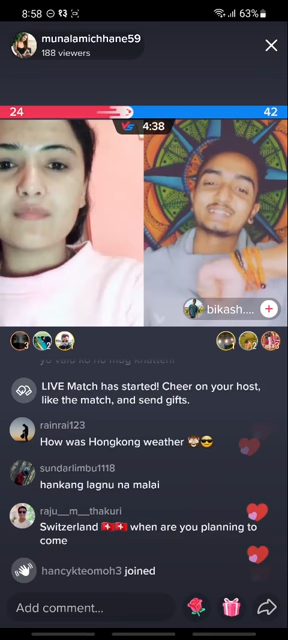 8:58 63%
munalamichhane59
188 viewers
24 42
VS 4:38
bikash....
LIVE Match has started! Cheer on your host,
like the match, and send gifts.
rainrai123
How was Hongkong weather
sundarlimbu1118
hankang lagnu na malai
raju__m__thakuri
Switzerland 🇨🇭🇨🇭 when are you planning to
come
hancykteomoh3 joined
Add comment...